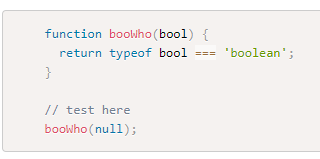 function booWho(bool) {
  return typeof bool === 'boolean';
}

// test here
booWho(null);